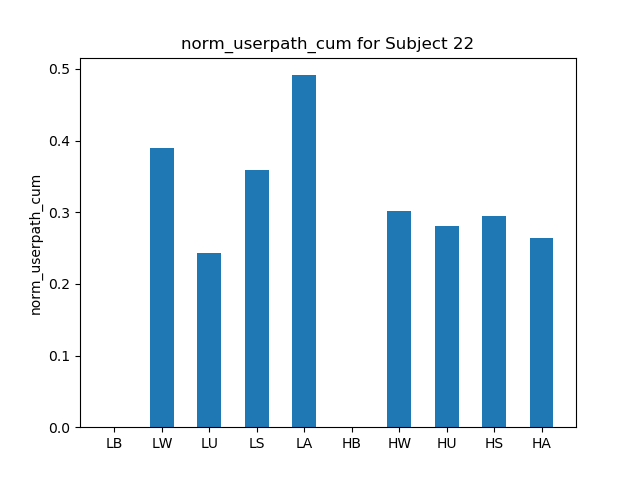 norm_userpath_cum for Subject 22
norm_userpath_cum
0.5
0.4
0.3
0.2
0.1
0.0
LB LW LU LS LA HB HW HU HS HA